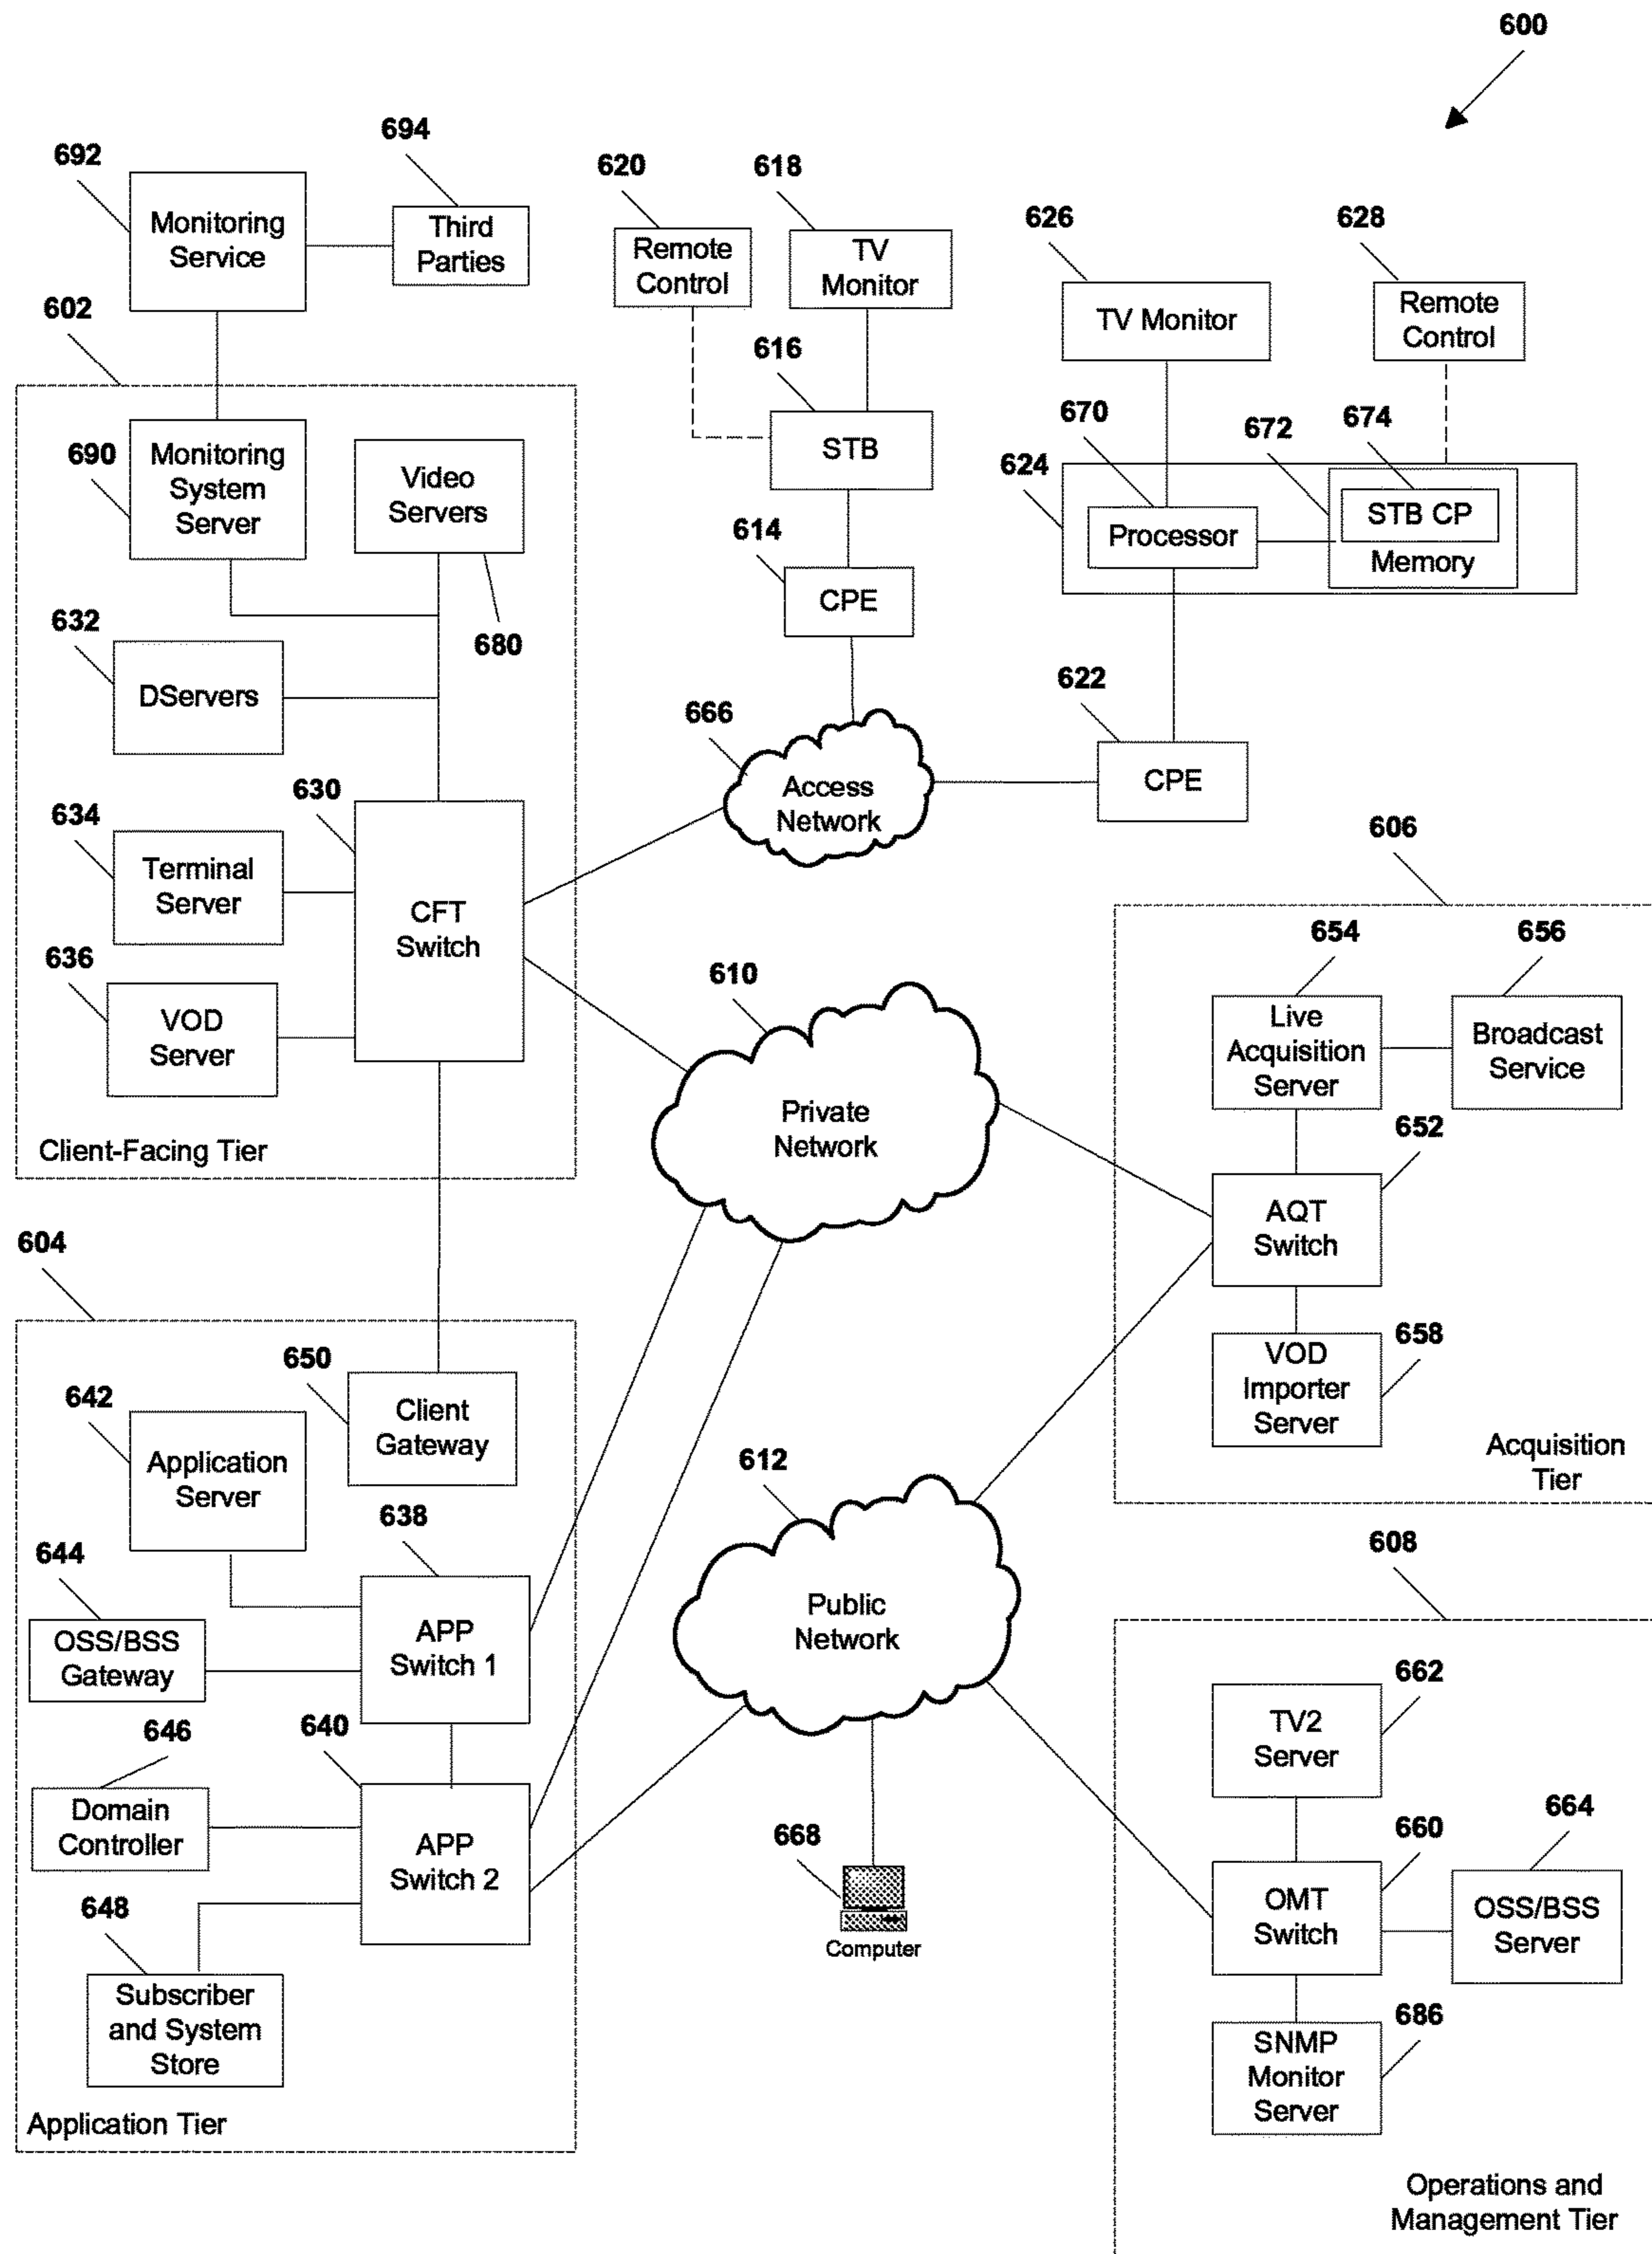 600
692
694
620
618
626
628
Monitoring
Service
Third
Parties
Remote
Control
TV
Monitor
TV Monitor
Remote
Control
602
616
690
Monitoring
System
Server
Video
Servers
680
STB
670
672
674
624
Processor
STB CP
Memory
614
CPE
632
DServers
622
CPE
666
Access
Network
630
634
Terminal
Server
CFT
Switch
636
VOD
Server
Client-Facing Tier
606
654
656
Live
Acquisition
Server
Broadcast
Service
652
AQT
Switch
658
VOD
Importer
Server
Acquisition
Tier
610
Private
Network
604
650
Client
Gateway
642
Application
Server
638
644
OSS/BSS
Gateway
APP
Switch 1
646
640
Domain
Controller
APP
Switch 2
648
Subscriber
and System
Store
Application Tier
612
Public
Network
668
Computer
608
662
TV2
Server
660
664
OMT
Switch
OSS/BSS
Server
686
SNMP
Monitor
Server
Operations and
Management Tier